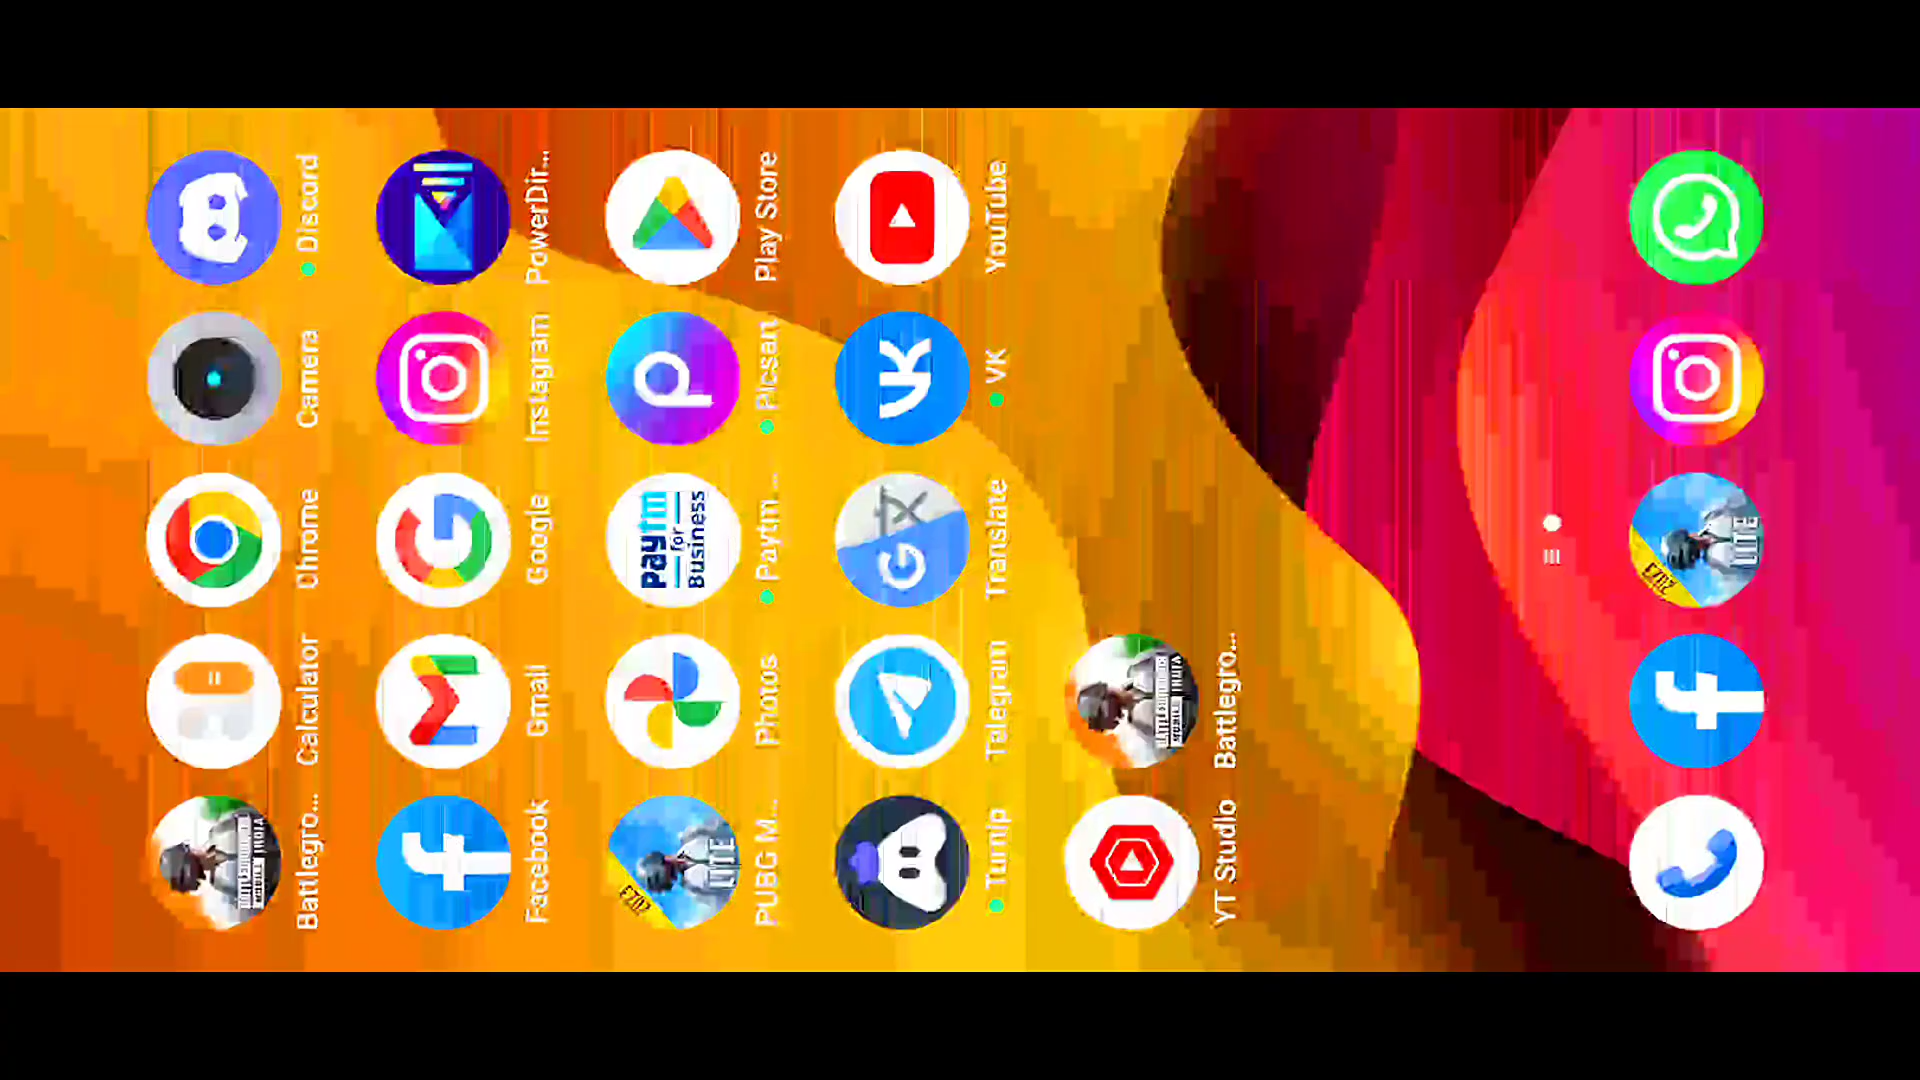 Battlegro...
Calculator
Chrome
Camera
Discord
Facebook
Gmail
Google
Instagram
PowerDir...
PUBG M...
LITE
Photos
Paytm ...
Paytm
for
Business
Picsart
Play Store
Turnip
Telegram
Translate
VK
YouTube
YT Studio
Battlegro...
LITE